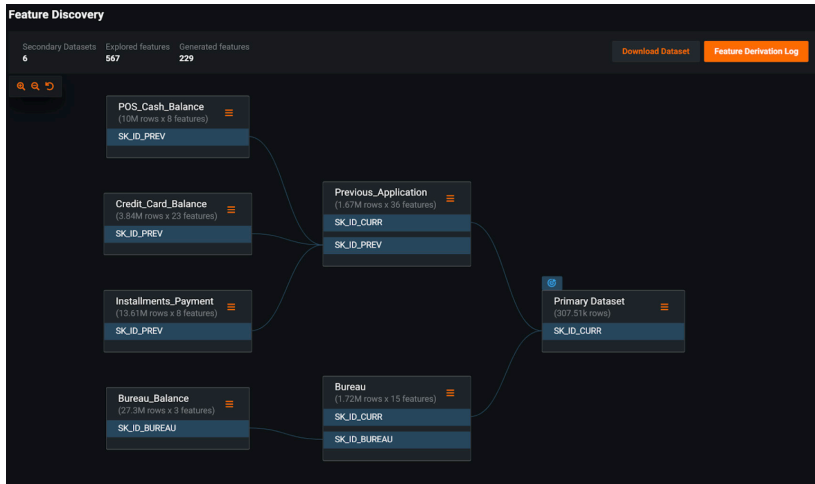 Feature Discovery
Secondary Datasets Explored features Generated features
6 567 229
Download Dataset
Feature Derivation Log
POS_Cash_Balance
(10M rows x 8 features)
SK_ID_PREV
Credit_Card_Balance
(3.84M rows x 23 features)
SK_ID_PREV
Installments_Payment
(13.61M rows x 8 features)
SK_ID_PREV
Bureau_Balance
(27.3M rows x 3 features)
SK_ID_BUREAU
Previous_Application
(1.67M rows x 36 features)
SK_ID_CURR
SK_ID_PREV
Bureau
(1.72M rows x 15 features)
SK_ID_CURR
SK_ID_BUREAU
Primary Dataset
(307.51k rows)
SK_ID_CURR